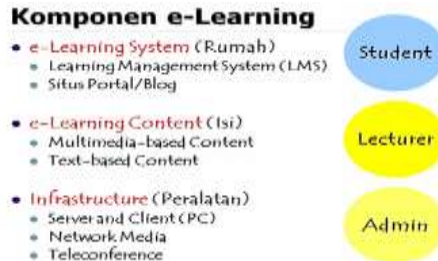 Komponen e-Learning
e-Learning System (Rumah)
Learning Management System (LMS)
Situs Portal/Blog
e-Learning Content (Isi)
Multimedia-based Content
Text-based Content
Infrastructure (Peralatan)
Server and Client (PC)
Network Media
Teleconference
Student
Lecturer
Admin